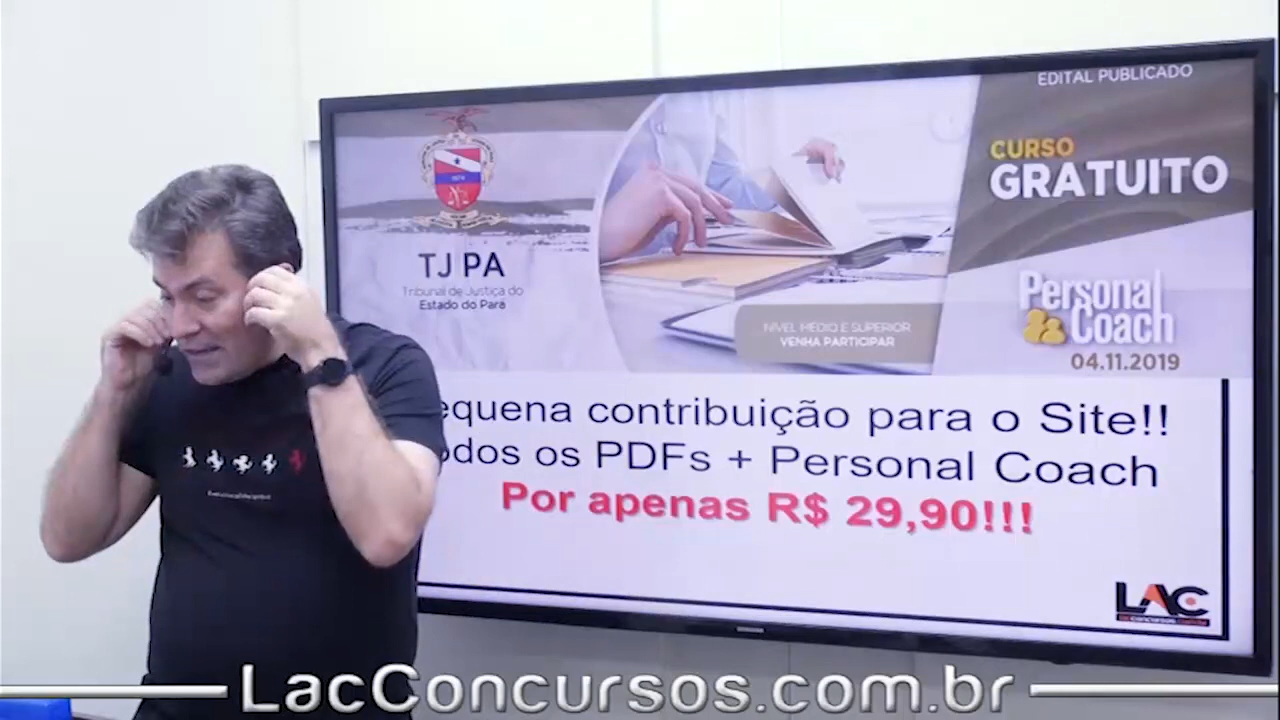 EDITAL PUBLICADO
CURSO
GRATUITO
TJ PA
Tribunal de Justiça do
Estado do Pará
Personal
Coach
04.11.2019
NÍVEL MÉDIO E SUPERIOR
VENHA PARTICIPAR
equena contribuição para o Site!!
odos os PDFs + Personal Coach
Por apenas R$ 29,90!!!
LAC
LacConcursos.com.br